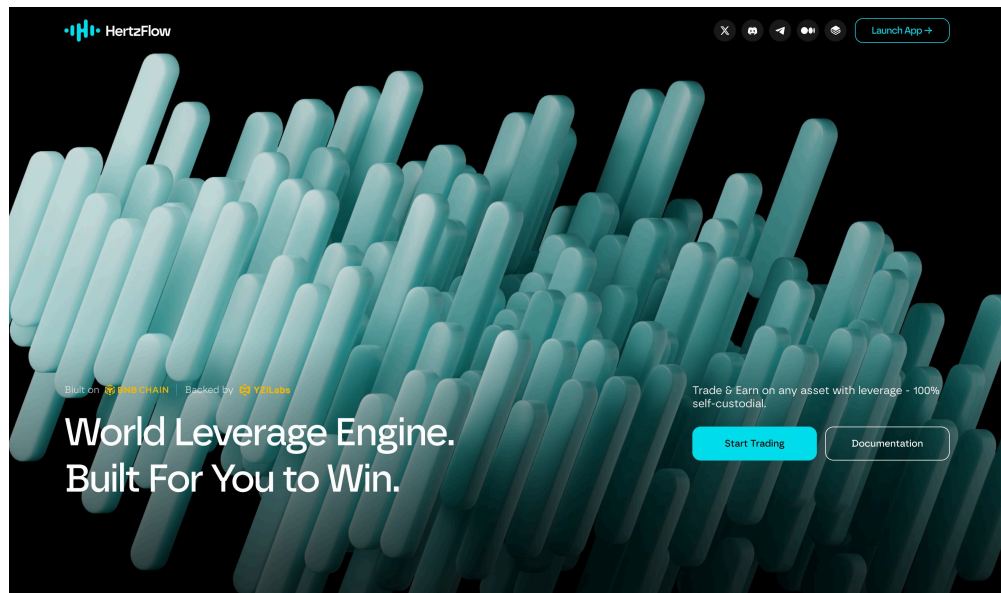 HertzFlow
Launch App →
Biult on BNB CHAIN | Backed by YZiLabs
World Leverage Engine.
Built For You to Win.
Trade & Earn on any asset with leverage - 100%
self-custodial.
Start Trading
Documentation